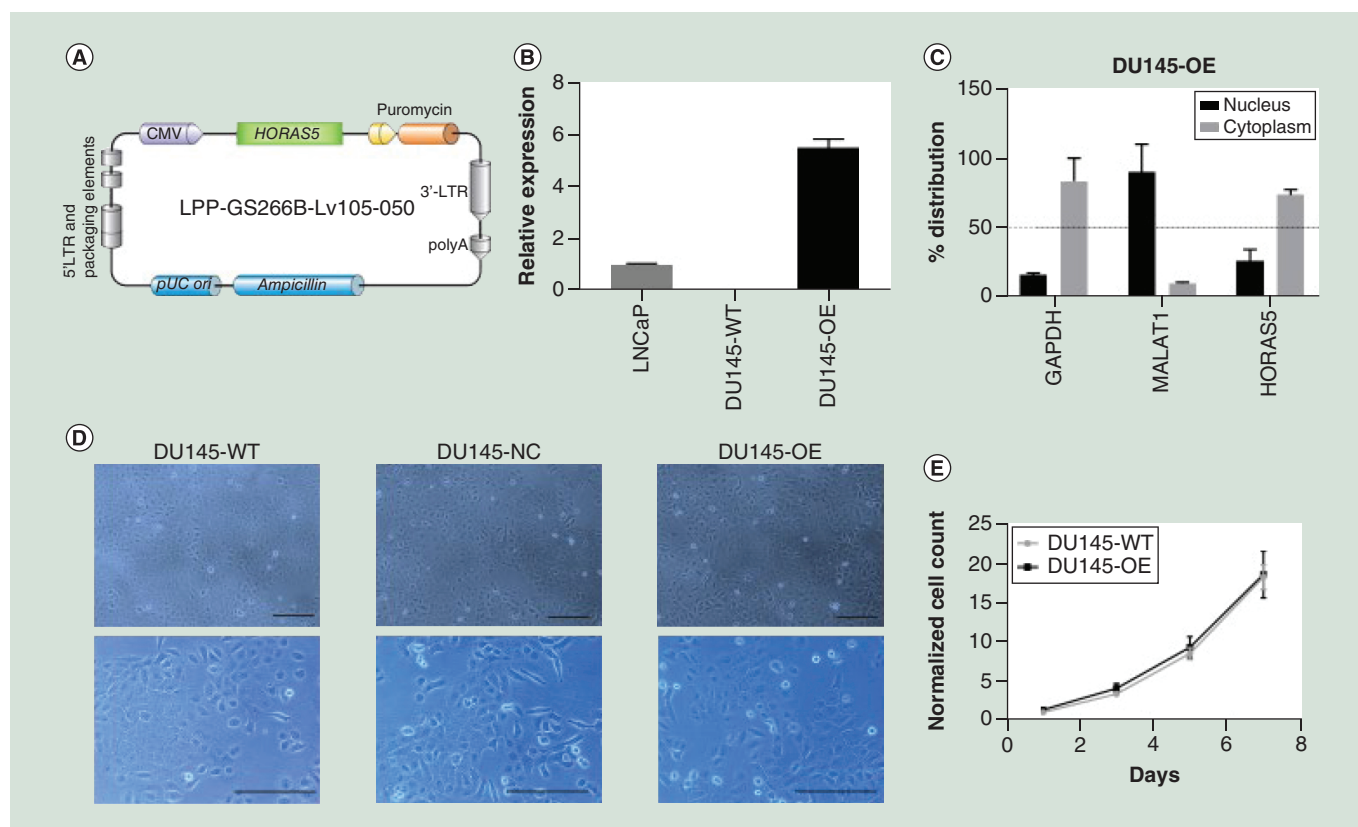 A
CMV
HORAS5
Puromycin
5'LTR and
packaging elements
LPP-GS266B-Lv105-050
3'-LTR
polyA
pUC ori
Ampicillin
B
Relative expression
8
6
4
2
0
LNCaP
DU145-WT
DU145-OE
C
DU145-OE
% distribution
150
100
50
0
Nucleus
Cytoplasm
GAPDH
MALAT1
HORAS5
D
DU145-WT
DU145-NC
DU145-OE
E
Normalized cell count
25
20
15
10
5
0
DU145-WT
DU145-OE
0 2 4 6 8
Days